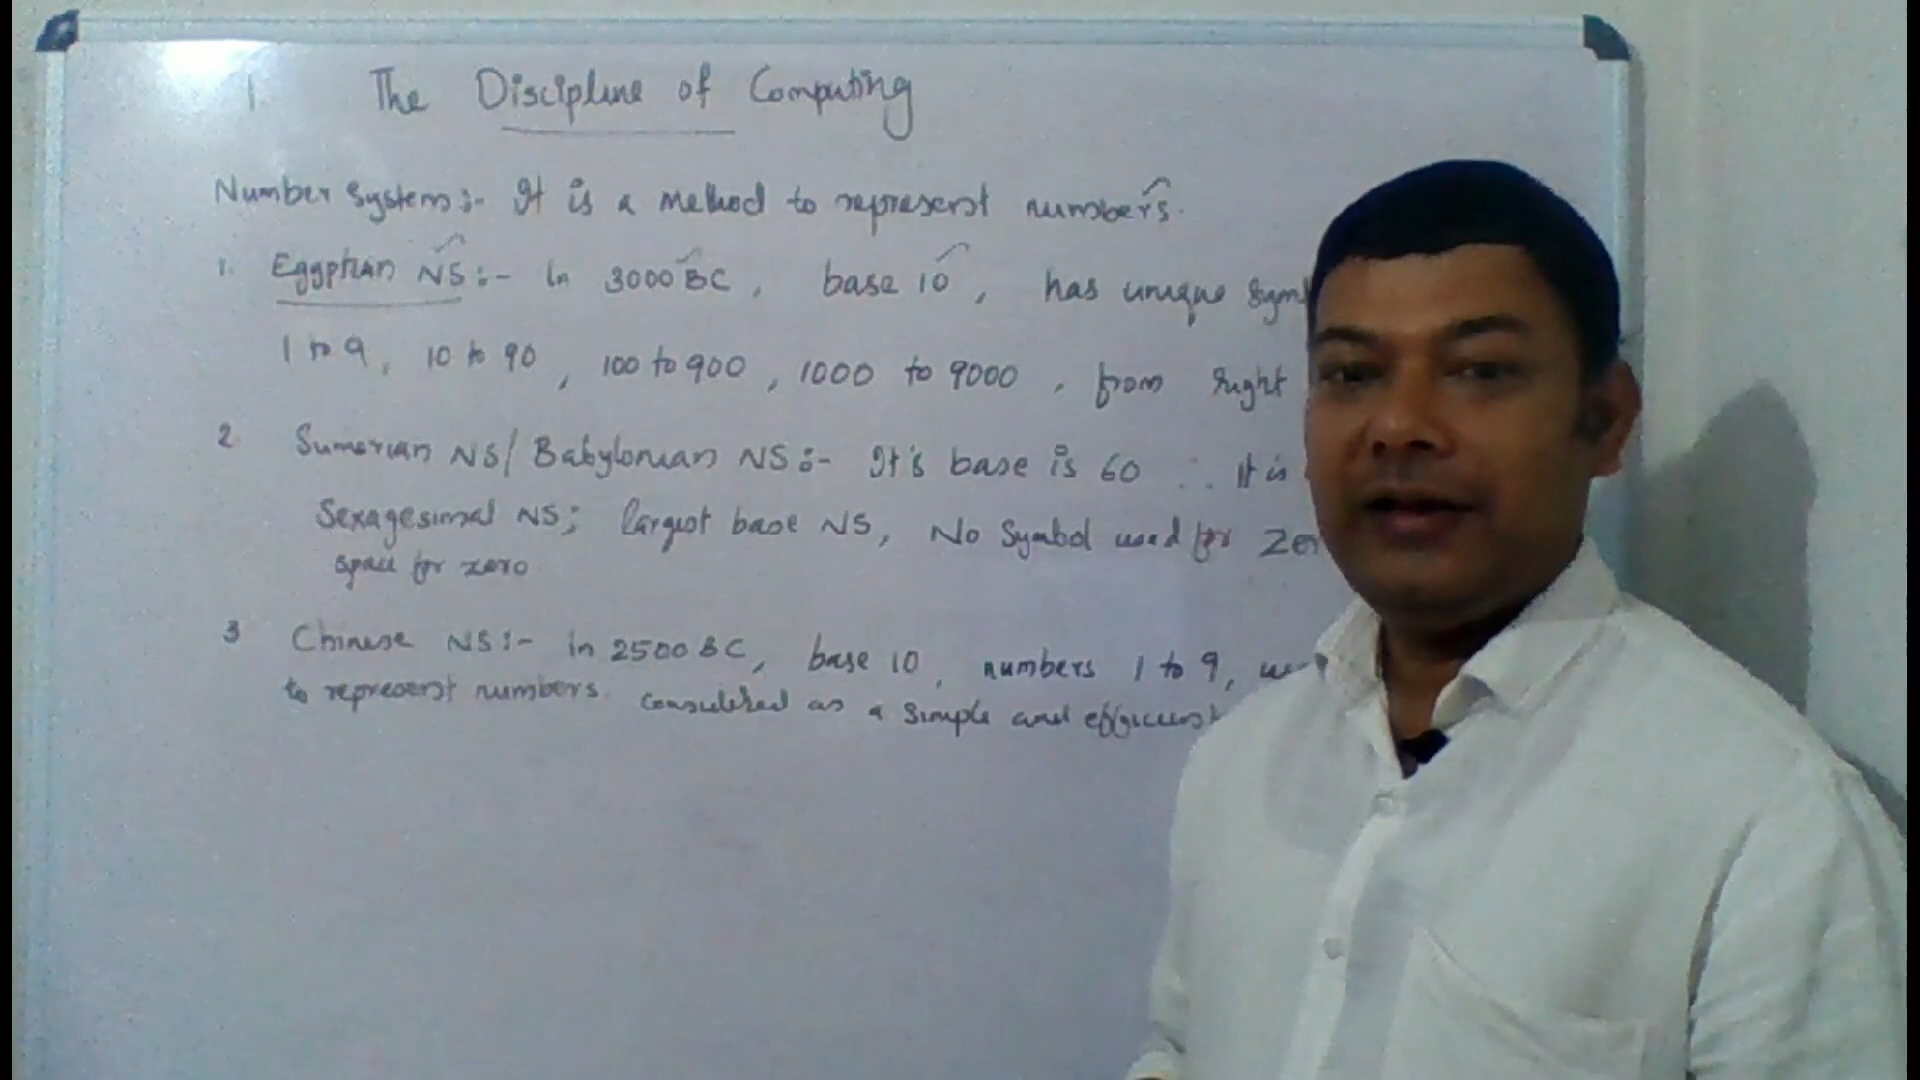 1 The Discipline of Computing
Number System:- It is a method to represent numbers.
1. Egyptian NS:- In 3000 BC, base 10, has unique Symb
1 to 9, 10 to 90, 100 to 900, 1000 to 9000, from right
2. Sumerian NS/Babylonian NS:- It's base is 60 ∴ It is
Sexagesimal NS; largest base NS, No Symbol used for Zer
space for zero
3 Chinese NS:- in 2500 BC, base 10, numbers 1 to 9,
to represent numbers. Considered as a Simple and efficient